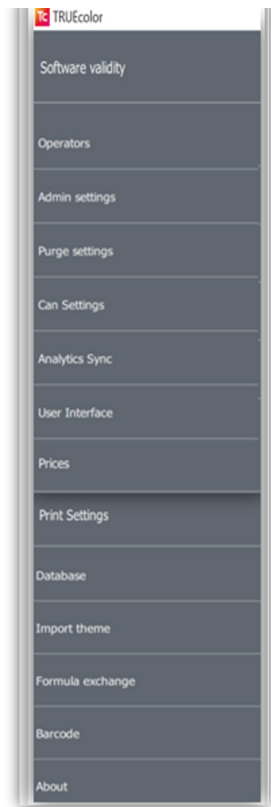 Tc TRUEcolor
Software validity
Operators
Admin settings
Purge settings
Can Settings
Analytics Sync
User Interface
Prices
Print Settings
Database
Import theme
Formula exchange
Barcode
About